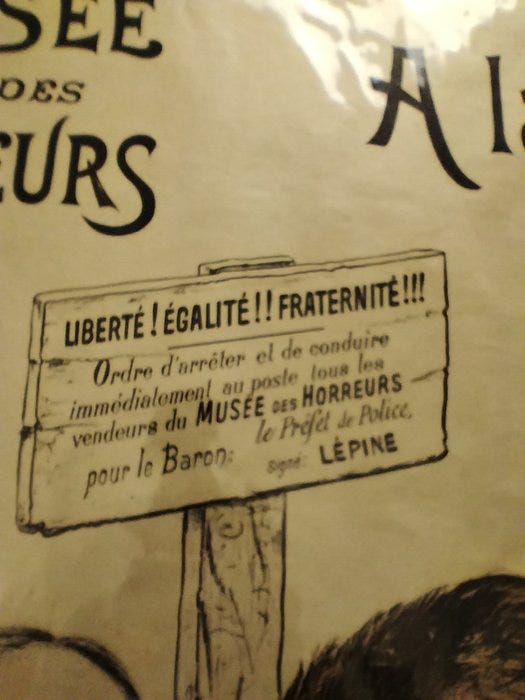 SÉE
DES
EURS
A la
LIBERTÉ! ÉGALITÉ!! FRATERNITÉ!!!
Ordre d'arrêter et de conduire
immédiatement au poste tous les
vendeurs du MUSÉE DES HORREURS
pour le Baron: le Préfet de Police,
signé: LÉPINE